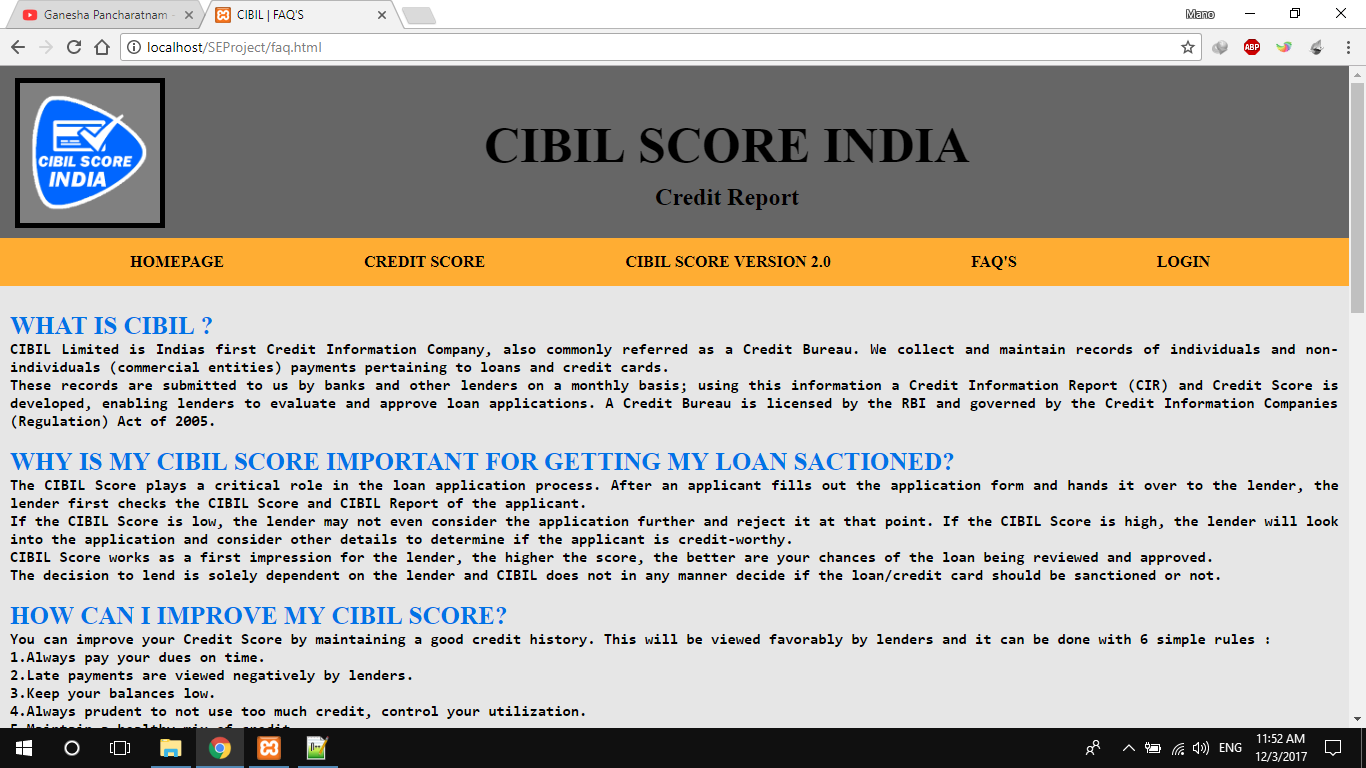 Ganesha Pancharatnam -
CIBIL | FAQ'S
Mano
localhost/SEProject/faq.html
ABP
CIBIL SCORE
INDIA
CIBIL SCORE INDIA
Credit Report
HOMEPAGE CREDIT SCORE CIBIL SCORE VERSION 2.0 FAQ'S LOGIN
WHAT IS CIBIL ?
CIBIL Limited is Indias first Credit Information Company, also commonly referred as a Credit Bureau. We collect and maintain records of individuals and non-
individuals (commercial entities) payments pertaining to loans and credit cards.
These records are submitted to us by banks and other lenders on a monthly basis; using this information a Credit Information Report (CIR) and Credit Score is
developed, enabling lenders to evaluate and approve loan applications. A Credit Bureau is licensed by the RBI and governed by the Credit Information Companies
(Regulation) Act of 2005.
WHY IS MY CIBIL SCORE IMPORTANT FOR GETTING MY LOAN SACTIONED?
The CIBIL Score plays a critical role in the loan application process. After an applicant fills out the application form and hands it over to the lender, the
lender first checks the CIBIL Score and CIBIL Report of the applicant.
If the CIBIL Score is low, the lender may not even consider the application further and reject it at that point. If the CIBIL Score is high, the lender will look
into the application and consider other details to determine if the applicant is credit-worthy.
CIBIL Score works as a first impression for the lender, the higher the score, the better are your chances of the loan being reviewed and approved.
The decision to lend is solely dependent on the lender and CIBIL does not in any manner decide if the loan/credit card should be sanctioned or not.
HOW CAN I IMPROVE MY CIBIL SCORE?
You can improve your Credit Score by maintaining a good credit history. This will be viewed favorably by lenders and it can be done with 6 simple rules :
1.Always pay your dues on time.
2.Late payments are viewed negatively by lenders.
3.Keep your balances low.
4.Always prudent to not use too much credit, control your utilization.
5.Maintain a healthy mix of credit
ENG
11:52 AM
12/3/2017